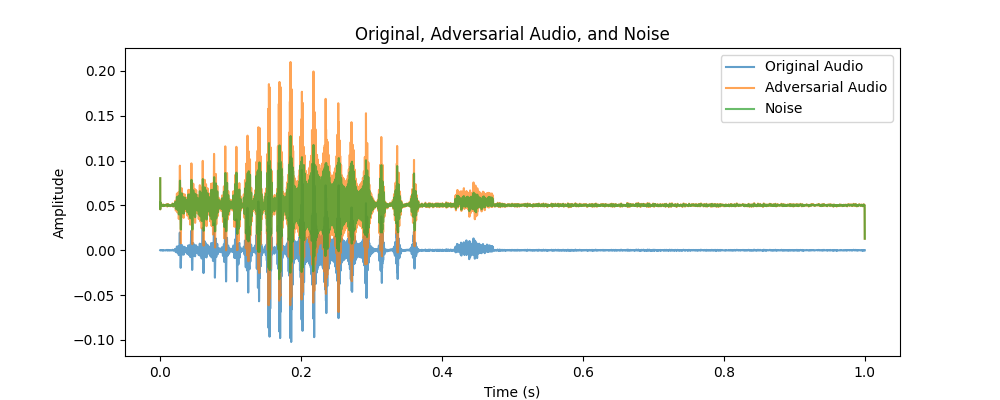 Original, Adversarial Audio, and Noise
Original Audio
Adversarial Audio
Noise
0.20
0.15
0.10
0.05
0.00
−0.05
−0.10
Amplitude
0.0 0.2 0.4 0.6 0.8 1.0
Time (s)